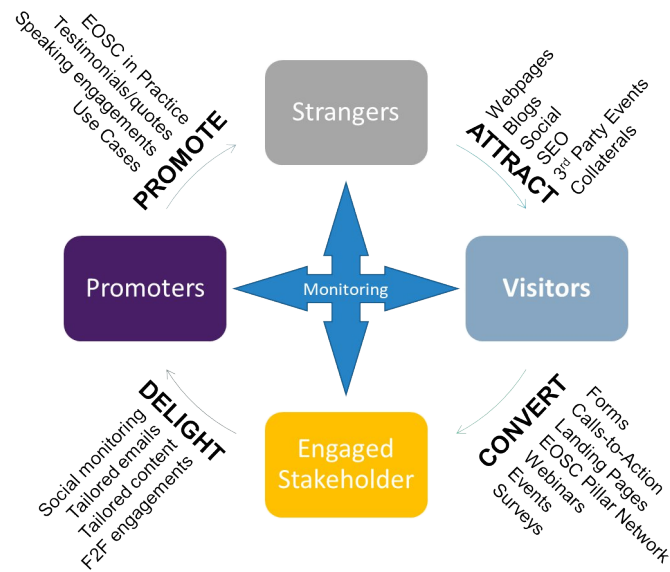 Strangers
Webpages
Blogs
Social
SEO
3rd Party Events
Collaterals
ATTRACT
Visitors
Forms
Calls-to-Action
Landing Pages
EOSC Pillar Network
Webinars
Events
Surveys
CONVERT
Engaged
Stakeholder
DELIGHT
Social monitoring
Tailored emails
Tailored content
F2F engagements
Promoters
EOSC in Practice
Testimonials/quotes
Speaking engagements
Use Cases
PROMOTE
Monitoring